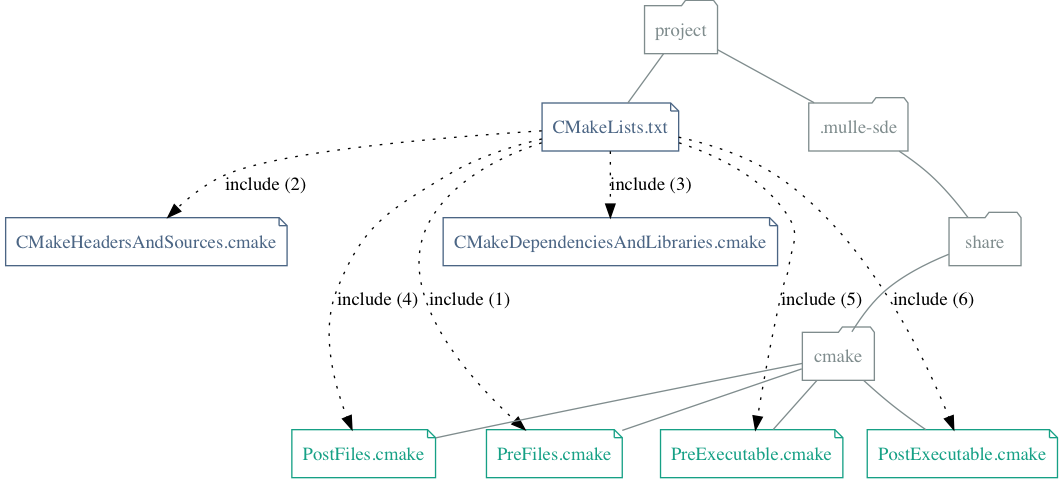 project
CMakeLists.txt
.mulle-sde
include (2)
include (3)
CMakeHeadersAndSources.cmake
CMakeDependenciesAndLibraries.cmake
share
include (4)
include (1)
include (5)
include (6)
cmake
PostFiles.cmake
PreFiles.cmake
PreExecutable.cmake
PostExecutable.cmake